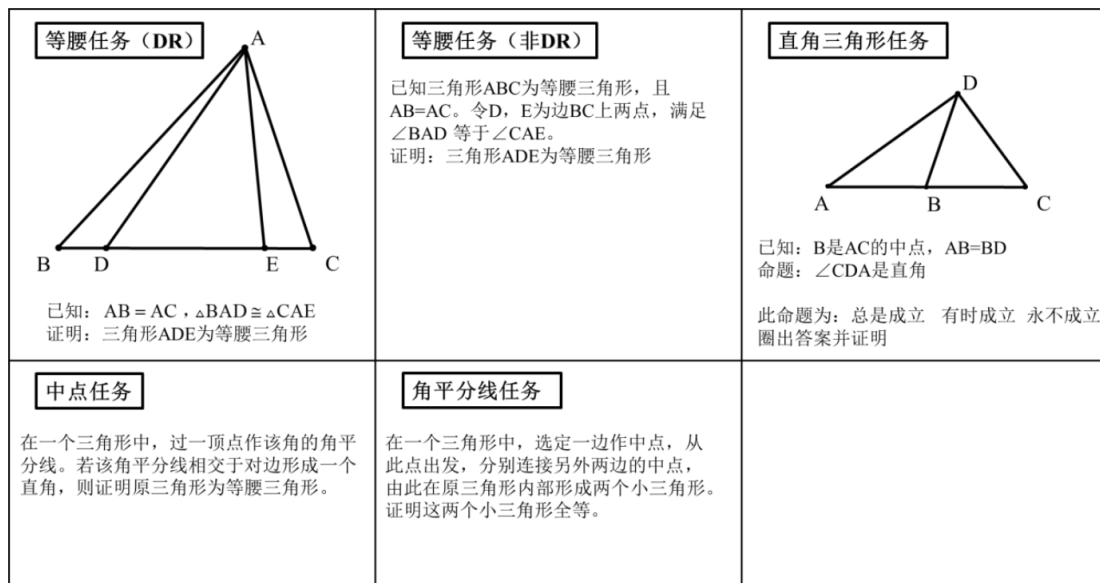 等腰任务（DR）
A
B
D
E
C
已知： AB = AC ，△BAD ≅ △CAE
证明：三角形ADE为等腰三角形
等腰任务（非DR）
已知三角形ABC为等腰三角形，且
AB=AC。令D，E为边BC上两点，满足
∠BAD 等于∠CAE。
证明：三角形ADE为等腰三角形
直角三角形任务
D
A
B
C
已知：B是AC的中点，AB=BD
命题：∠CDA是直角
此命题为：总是成立 有时成立 永不成立
圈出答案并证明
中点任务
在一个三角形中，过一顶点作该角的角平
分线。若该角平分线相交于对边形成一个
直角，则证明原三角形为等腰三角形。
角平分线任务
在一个三角形中，选定一边作中点，从
此点出发，分别连接另外两边的中点，
由此在原三角形内部形成两个小三角形。
证明这两个小三角形全等。